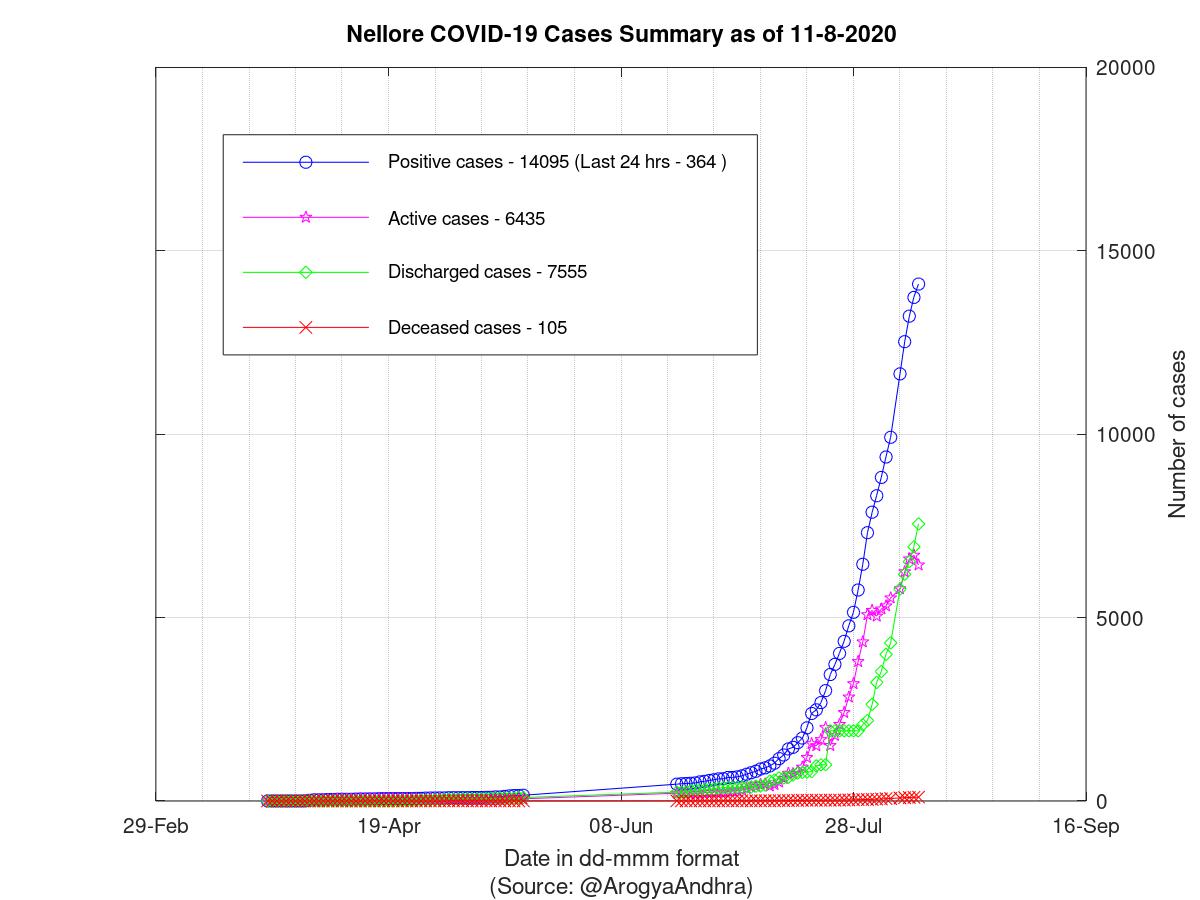 Nellore COVID-19 Cases Summary as of 11-8-2020
Positive cases - 14095 (Last 24 hrs - 364 )
Active cases - 6435
Discharged cases - 7555
Deceased cases - 105
20000
15000
10000
5000
0
Number of cases
29-Feb 19-Apr 08-Jun 28-Jul 16-Sep
Date in dd-mmm format
(Source: @ArogyaAndhra)